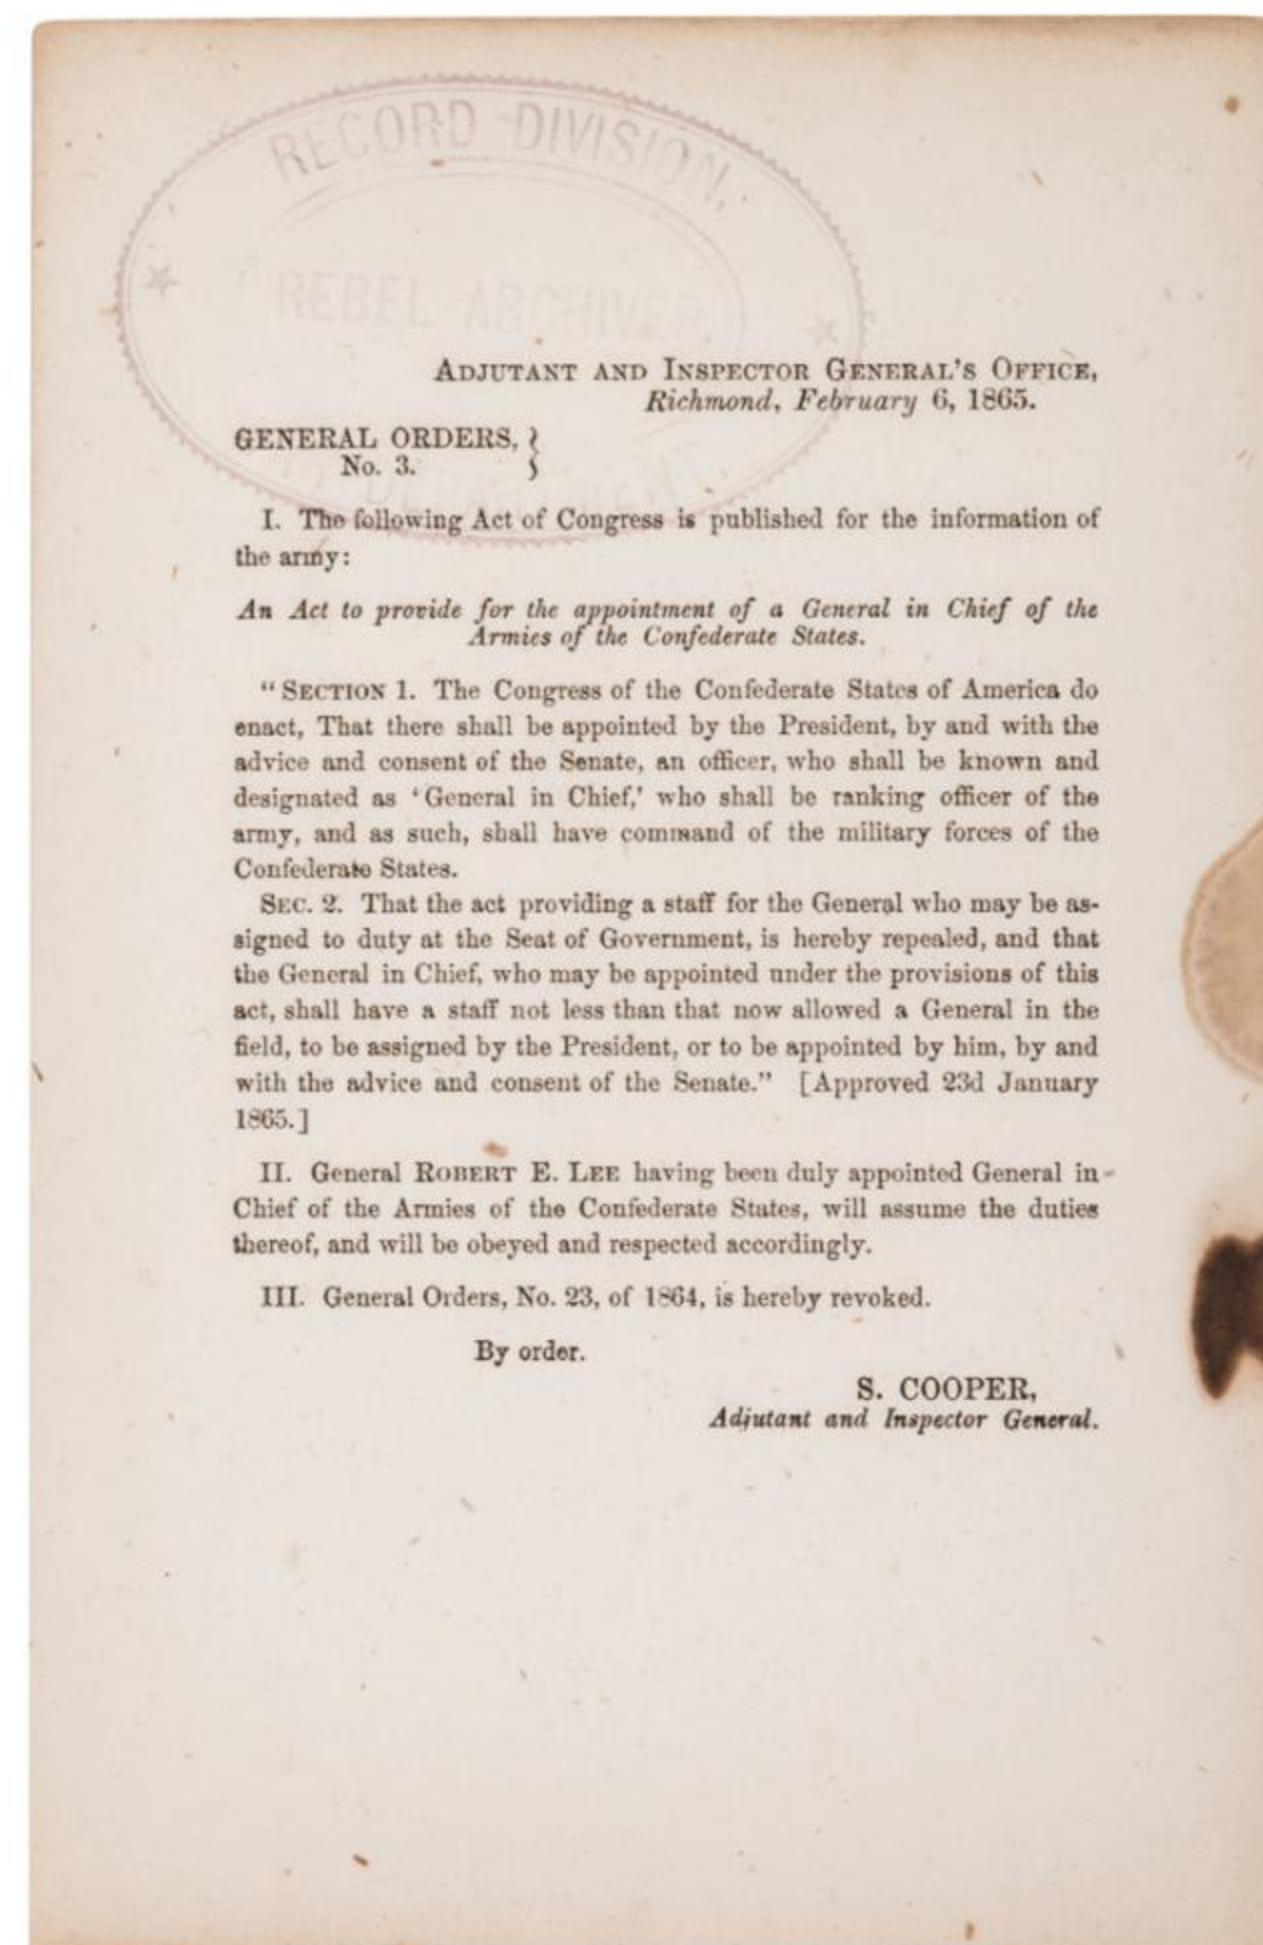 RECORD DIVISION,
REBEL ARCHIVES
ADJUTANT AND INSPECTOR GENERAL'S OFFICE,
Richmond, February 6, 1865.
GENERAL ORDERS, }
No. 3. }
DEPARTMENT.
I. The following Act of Congress is published for the information of
the army:
An Act to provide for the appointment of a General in Chief of the
Armies of the Confederate States.
"SECTION 1. The Congress of the Confederate States of America do
enact, That there shall be appointed by the President, by and with the
advice and consent of the Senate, an officer, who shall be known and
designated as 'General in Chief,' who shall be ranking officer of the
army, and as such, shall have command of the military forces of the
Confederate States.
SEC. 2. That the act providing a staff for the General who may be as-
signed to duty at the Seat of Government, is hereby repealed, and that
the General in Chief, who may be appointed under the provisions of this
act, shall have a staff not less than that now allowed a General in the
field, to be assigned by the President, or to be appointed by him, by and
with the advice and consent of the Senate." [Approved 23d January
1865.]
II. General ROBERT E. LEE having been duly appointed General in-
Chief of the Armies of the Confederate States, will assume the duties
thereof, and will be obeyed and respected accordingly.
III. General Orders, No. 23, of 1864, is hereby revoked.
By order.
S. COOPER,
Adjutant and Inspector General.